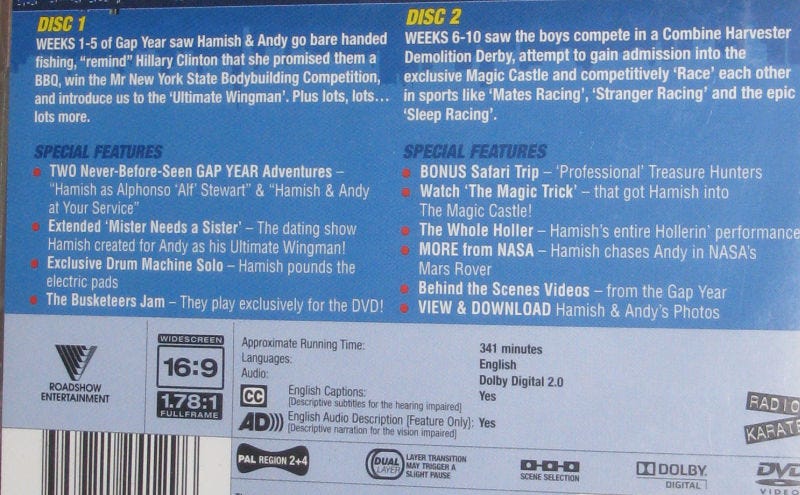 DISC 1
WEEKS 1-5 of Gap Year saw Hamish & Andy go bare handed
fishing, “remind” Hillary Clinton that she promised them a
BBQ, win the Mr New York State Bodybuilding Competition,
and introduce us to the ‘Ultimate Wingman’. Plus lots, lots...
lots more.
SPECIAL FEATURES
• TWO Never-Before-Seen GAP YEAR Adventures –
“Hamish as Alphonso ‘Alf’ Stewart” & “Hamish & Andy
at Your Service”
• Extended ‘Mister Needs a Sister’ – The dating show
Hamish created for Andy as his Ultimate Wingman!
• Exclusive Drum Machine Solo – Hamish pounds the
electric pads
• The Busketeers Jam – They play exclusively for the DVD!
DISC 2
WEEKS 6-10 saw the boys compete in a Combine Harvester
Demolition Derby, attempt to gain admission into the
exclusive Magic Castle and competitively ‘Race’ each other
in sports like ‘Mates Racing’, ‘Stranger Racing’ and the epic
‘Sleep Racing’.
SPECIAL FEATURES
• BONUS Safari Trip – ‘Professional’ Treasure Hunters
• Watch ‘The Magic Trick’ – that got Hamish into
The Magic Castle!
• The Whole Holler – Hamish’s entire Hollerin’ performance
• MORE from NASA – Hamish chases Andy in NASA’s
Mars Rover
• Behind the Scenes Videos – from the Gap Year
• VIEW & DOWNLOAD Hamish & Andy’s Photos
ROADSHOW
ENTERTAINMENT
WIDESCREEN
16:9
1.78:1
FULLFRAME
Approximate Running Time: 341 minutes
Languages: English
Audio: Dolby Digital 2.0
CC English Captions: Yes
[Descriptive subtitles for the hearing impaired]
AD))) English Audio Description [Feature Only]: Yes
[Descriptive narration for the vision impaired]
RADIO
KARATE
PAL REGION 2+4
DUAL
LAYER
LAYER TRANSITION
MAY TRIGGER A
SLIGHT PAUSE
SCENE SELECTION
DOLBY
DIGITAL
DVD
VIDEO